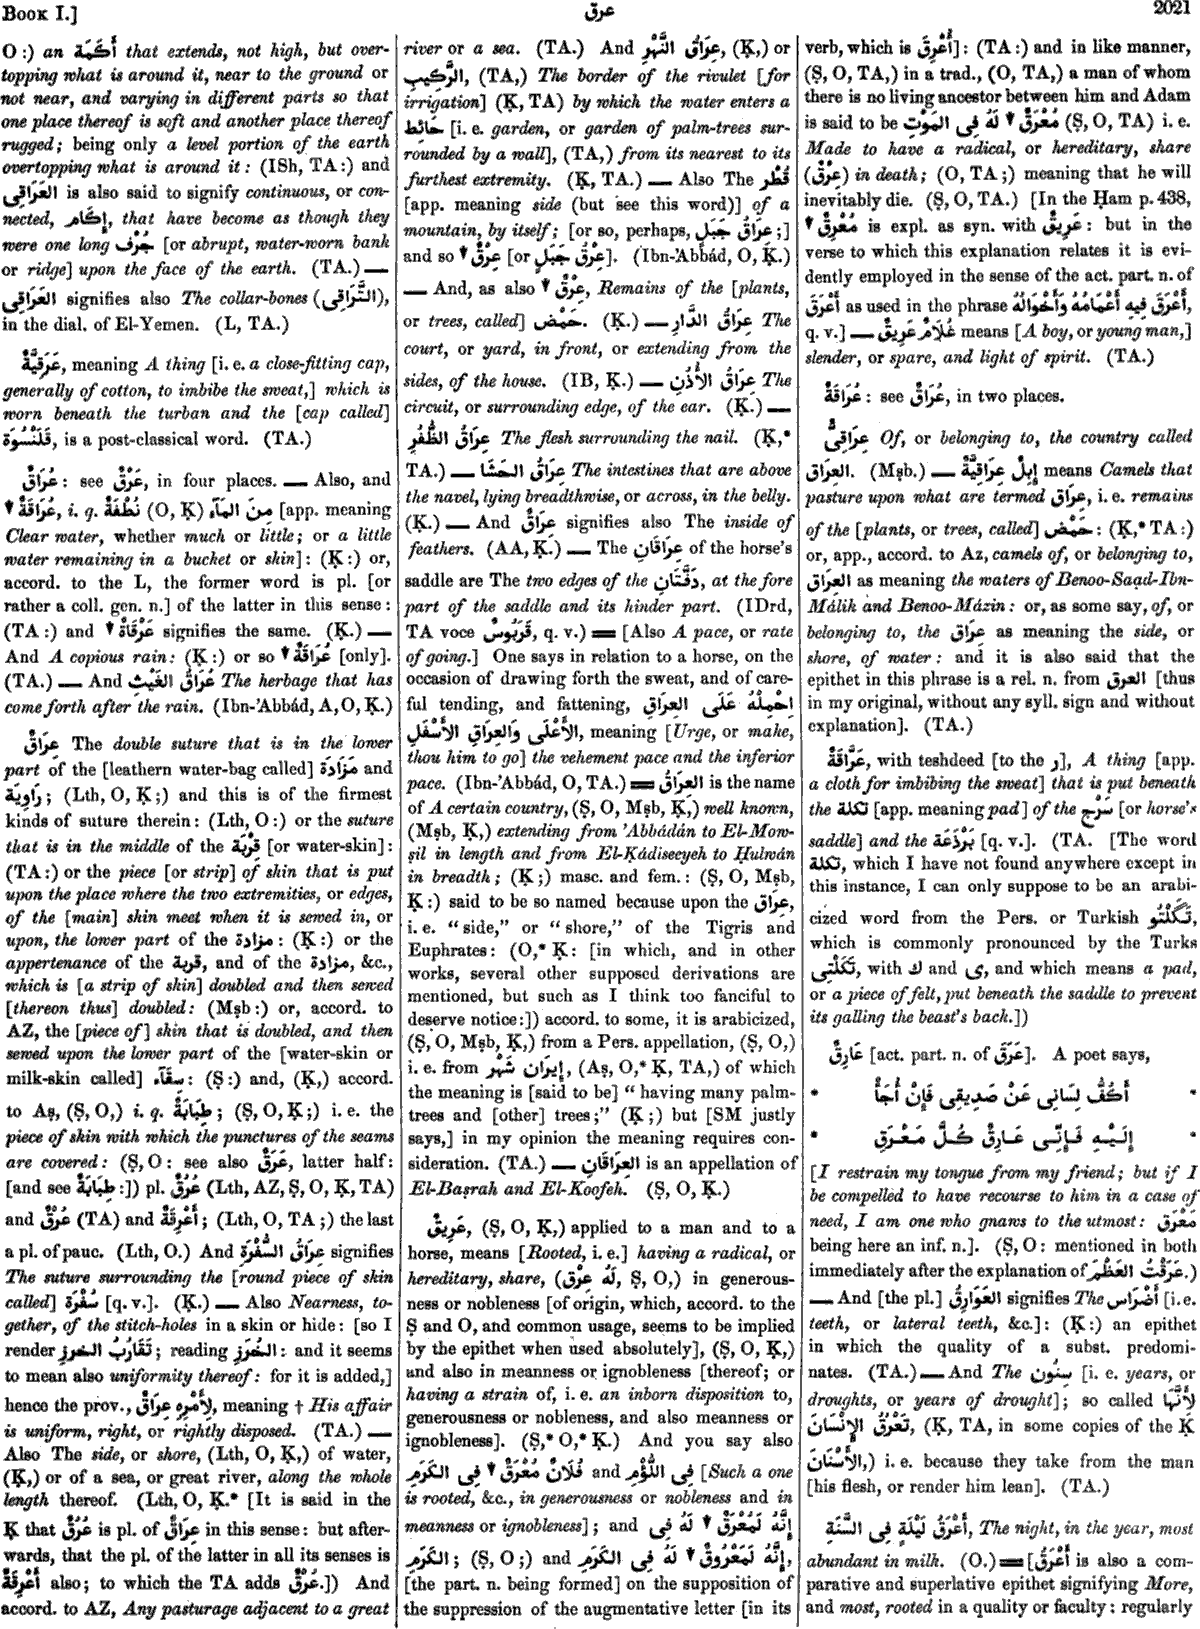 Book I.]
عرق
2021
O:) an أَكَمَة that extends, not high, but over-
topping what is around it, near to the ground or
not near, and varying in different parts so that
one place thereof is soft and another place thereof
rugged; being only a level portion of the earth
overtopping what is around it: (ISh, TA:) and
العَرَاقِى is also said to signify continuous, or con-
nected, إِكَام, that have become as though they
were one long جُرْف [or abrupt, water-worn bank
or ridge] upon the face of the earth. (TA.) —
العَرَاقِى signifies also The collar-bones (التَّرَاقِى),
in the dial. of El-Yemen. (L, TA.)
عَرَقِيَّةٌ, meaning A thing [i. e. a close-fitting cap,
generally of cotton, to imbibe the sweat,] which is
worn beneath the turban and the [cap called]
قَلَنْسُوَة, is a post-classical word. (TA.)
عُرَاقٌ: see عَرْقٌ, in four places. — Also, and
▼ عُرَاقَةٌ, i. q. نُطْفَةٌ (O, Ḳ) مِنَ المَآءِ [app. meaning
Clear water, whether much or little; or a little
water remaining in a bucket or skin]: (Ḳ:) or,
accord. to the L, the former word is pl. [or
rather a coll. gen. n.] of the latter in this sense:
(TA:) and ▼ عَرْقَاةٌ signifies the same. (Ḳ.) —
And A copious rain: (Ḳ:) or so ▼ عُرَاقَةٌ [only].
(TA.) — And عُرَاقُ الغَيْثِ The herbage that has
come forth after the rain. (Ibn-'Abbád, A, O, Ḳ.)
عِرَاقٌ The double suture that is in the lower
part of the [leathern water-bag called] مَزَادَة and
رَاوِيَة; (Lth, O, Ḳ;) and this is of the firmest
kinds of suture therein: (Lth, O:) or the suture
that is in the middle of the قِرْبَة [or water-skin]:
(TA:) or the piece [or strip] of skin that is put
upon the place where the two extremities, or edges,
of the [main] skin meet when it is sewed in, or
upon, the lower part of the مزادة: (Ḳ:) or the
appertenance of the قربة, and of the مزادة, &c.,
which is [a strip of skin] doubled and then sewed
[thereon thus] doubled: (Mṣb:) or, accord. to
AZ, the [piece of] skin that is doubled, and then
sewed upon the lower part of the [water-skin or
milk-skin called] سِقَآء: (Ṣ:) and, (Ḳ,) accord.
to Aṣ, (Ṣ, O,) i. q. طِبَابَةٌ; (Ṣ, O, Ḳ;) i. e. the
piece of skin with which the punctures of the seams
are covered: (Ṣ, O: see also عَرَقٌ, latter half:
[and see طِبَابَةٌ:]) pl. عُرُقٌ (Lth, AZ, Ṣ, O, Ḳ, TA)
and عُرْقٌ (TA) and أَعْرِقَةٌ; (Lth, O, TA;) the last
a pl. of pauc. (Lth, O.) And عِرَاقُ السُّفْرَةِ signifies
The suture surrounding the [round piece of skin
called] سُفْرَة [q. v.]. (Ḳ.) — Also Nearness, to-
gether, of the stitch-holes in a skin or hide: [so I
render تَقَارُبُ الخرز; reading الخُرَزِ: and it seems
to mean also uniformity thereof: for it is added,]
hence the prov., لِأَمْرِهِ عِرَاقٌ, meaning † His affair
is uniform, right, or rightly disposed. (TA.) —
Also The side, or shore, (Lth, O, Ḳ,) of water,
(Ḳ,) or of a sea, or great river, along the whole
length thereof. (Lth, O, Ḳ.* [It is said in the
Ḳ that عُرُقٌ is pl. of عِرَاقٌ in this sense: but after-
wards, that the pl. of the latter in all its senses is
أَعْرِقَةٌ also; to which the TA adds عُرْقٌ.]) And
accord. to AZ, Any pasturage adjacent to a great
river or a sea. (TA.) And عِرَاقُ النَّهْرِ, (Ḳ,) or
الرَّكِيبِ, (TA,) The border of the rivulet [for
irrigation] (Ḳ, TA) by which the water enters a
حَائِط [i. e. garden, or garden of palm-trees sur-
rounded by a wall], (TA,) from its nearest to its
furthest extremity. (Ḳ, TA.) — Also The قُطْر
[app. meaning side (but see this word)] of a
mountain, by itself; [or so, perhaps, عِرَاقُ جَبَلٍ;]
and so ▼ عِرْقٌ [or عِرْقُ جَبَلٍ]. (Ibn-'Abbád, O, Ḳ.)
— And, as also ▼ عِرْقٌ, Remains of the [plants,
or trees, called] حَمْض. (Ḳ.) — عِرَاقُ الدَّارِ The
court, or yard, in front, or extending from the
sides, of the house. (IB, Ḳ.) — عِرَاقُ الأُذُنِ The
circuit, or surrounding edge, of the ear. (Ḳ.) —
عِرَاقُ الظُّفُرِ The flesh surrounding the nail. (Ḳ,*
TA.) — عِرَاقُ الحَشَا The intestines that are above
the navel, lying breadthwise, or across, in the belly.
(Ḳ.) — And عِرَاقٌ signifies also The inside of
feathers. (AA, Ḳ.) — The عِرَاقَانِ of the horse's
saddle are The two edges of the دَفَّتَانِ, at the fore
part of the saddle and its hinder part. (IDrd,
TA voce قَرَبُوسٌ, q. v.) = [Also A pace, or rate
of going.] One says in relation to a horse, on the
occasion of drawing forth the sweat, and of care-
ful tending, and fattening, اِحْمِلْهُ عَلَى العِرَاقِ
الأَعْلَى وَالعِرَاقِ الأَسْفَلِ, meaning [Urge, or make,
thou him to go] the vehement pace and the inferior
pace. (Ibn-'Abbád, O, TA.) = العِرَاقُ is the name
of A certain country, (Ṣ, O, Mṣb, Ḳ,) well known,
(Mṣb, Ḳ,) extending from 'Abbádán to El-Mow-
ṣil in length and from El-Ḳádiseeyeh to Ḥulwán
in breadth; (Ḳ;) masc. and fem.: (Ṣ, O, Mṣb,
Ḳ:) said to be so named because upon the عِرَاق,
i. e. "side," or "shore," of the Tigris and
Euphrates: (O,* Ḳ: [in which, and in other
works, several other supposed derivations are
mentioned, but such as I think too fanciful to
deserve notice:]) accord. to some, it is arabicized,
(Ṣ, O, Mṣb, Ḳ,) from a Pers. appellation, (Ṣ, O,)
i. e. from إِيرَان شَهْر, (Aṣ, O,* Ḳ, TA,) of which
the meaning is [said to be] "having many palm-
trees and [other] trees;" (Ḳ;) but [SM justly
says,] in my opinion the meaning requires con-
sideration. (TA.) — العِرَاقَانِ is an appellation of
El-Baṣrah and El-Koofeh. (Ṣ, O, Ḳ.)
عَرِيقٌ, (Ṣ, O, Ḳ,) applied to a man and to a
horse, means [Rooted, i. e.] having a radical, or
hereditary, share, (لَهُ عِرْق, Ṣ, O,) in generous-
ness or nobleness [of origin, which, accord. to the
Ṣ and O, and common usage, seems to be implied
by the epithet when used absolutely], (Ṣ, O, Ḳ,)
and also in meanness or ignobleness [thereof; or
having a strain of, i. e. an inborn disposition to,
generousness or nobleness, and also meanness or
ignobleness]. (Ṣ,* O,* Ḳ.) And you say also
فُلَانٌ مُعْرَقٌ ▼ فِى الكَرَمِ and فِى اللُّؤْمِ [Such a one
is rooted, &c., in generousness or nobleness and in
meanness or ignobleness]; and إِنَّهُ لَمُعْرَقٌ ▼ لَهُ فِى
الكَرَمِ; (Ṣ, O;) and إِنَّهُ لَمَعْرُوقٌ ▼ لَهُ فِى الكَرَمِ,
[the part. n. being formed] on the supposition of
the suppression of the augmentative letter [in its
verb, which is أُعْرِقَ]: (TA:) and in like manner,
(Ṣ, O, TA,) in a trad., (O, TA,) a man of whom
there is no living ancestor between him and Adam
is said to be مُعْرَقٌ ▼ لَهُ فِى المَوْتِ (Ṣ, O, TA) i. e.
Made to have a radical, or hereditary, share
(عِرْقٌ) in death; (O, TA;) meaning that he will
inevitably die. (Ṣ, O, TA.) [In the Ḥam p. 438,
▼ مُعْرِقٌ is expl. as syn. with عَرِيقٌ: but in the
verse to which this explanation relates it is evi-
dently employed in the sense of the act. part. n. of
أَعْرَقَ as used in the phrase أَعْرَقَ فِيهِ أَعْمَامُهُ وَأَخْوَالُهُ,
q. v.] — غُلَامٌ عَرِيقٌ means [A boy, or young man,]
slender, or spare, and light of spirit. (TA.)
عُرَاقَةٌ: see عُرَاقٌ, in two places.
عِرَاقِىٌّ Of, or belonging to, the country called
العِرَاق. (Mṣb.) — إِبِلٌ عِرَاقِيَّةٌ means Camels that
pasture upon what are termed عِرَاق, i. e. remains
of the [plants, or trees, called] حَمْض: (Ḳ,* TA:)
or, app., accord. to Az, camels of, or belonging to,
العِرَاق as meaning the waters of Benoo-Saạd-Ibn-
Málik and Benoo-Mázin: or, as some say, of, or
belonging to, the عِرَاق as meaning the side, or
shore, of water: and it is also said that the
epithet in this phrase is a rel. n. from العرق [thus
in my original, without any syll. sign and without
explanation]. (TA.)
عَرَّاقَةٌ, with teshdeed [to the ر], A thing [app.
a cloth for imbibing the sweat] that is put beneath
the تكلة [app. meaning pad] of the سَرْج [or horse's
saddle] and the بَرْذَعَة [q. v.]. (TA. [The word
تكلة, which I have not found anywhere except in
this instance, I can only suppose to be an arabi-
cized word from the Pers. or Turkish تَكَلْتُو,
which is commonly pronounced by the Turks
تَكَلْتِى, with ك and ى, and which means a pad,
or a piece of felt, put beneath the saddle to prevent
its galling the beast's back.])
عَارِقٌ [act. part. n. of عَرَقَ]. A poet says,
* أَكُفُّ لِسَانِى عَنْ صَدِيقِى فَإِنْ أُجَأْ *
* إِلَيْهِ فَإِنِّى عَارِقٌ كُلَّ مَعْرَقِ *
[I restrain my tongue from my friend; but if I
be compelled to have recourse to him in a case of
need, I am one who gnaws to the utmost: مَعْرَق
being here an inf. n.]. (Ṣ, O: mentioned in both
immediately after the explanation of عَرَقْتُ العَظْمَ.)
— And [the pl.] العَوَارِقُ signifies The أَضْرَاس [i. e.
teeth, or lateral teeth, &c.]: (Ḳ:) an epithet
in which the quality of a subst. predomi-
nates. (TA.) — And The سِنُون [i. e. years, or
droughts, or years of drought]; so called لِأَنَّهَا
تَعْرُقُ الإِنْسَانَ, (Ḳ, TA, in some copies of the Ḳ
الأَسْنَانَ,) i. e. because they take from the man
[his flesh, or render him lean]. (TA.)
أَعْرَقُ لَيْلَةٍ فِى السَّنَةِ, The night, in the year, most
abundant in milk. (O.) = [أَعْرَقُ is also a com-
parative and superlative epithet signifying More,
and most, rooted in a quality or faculty: regularly